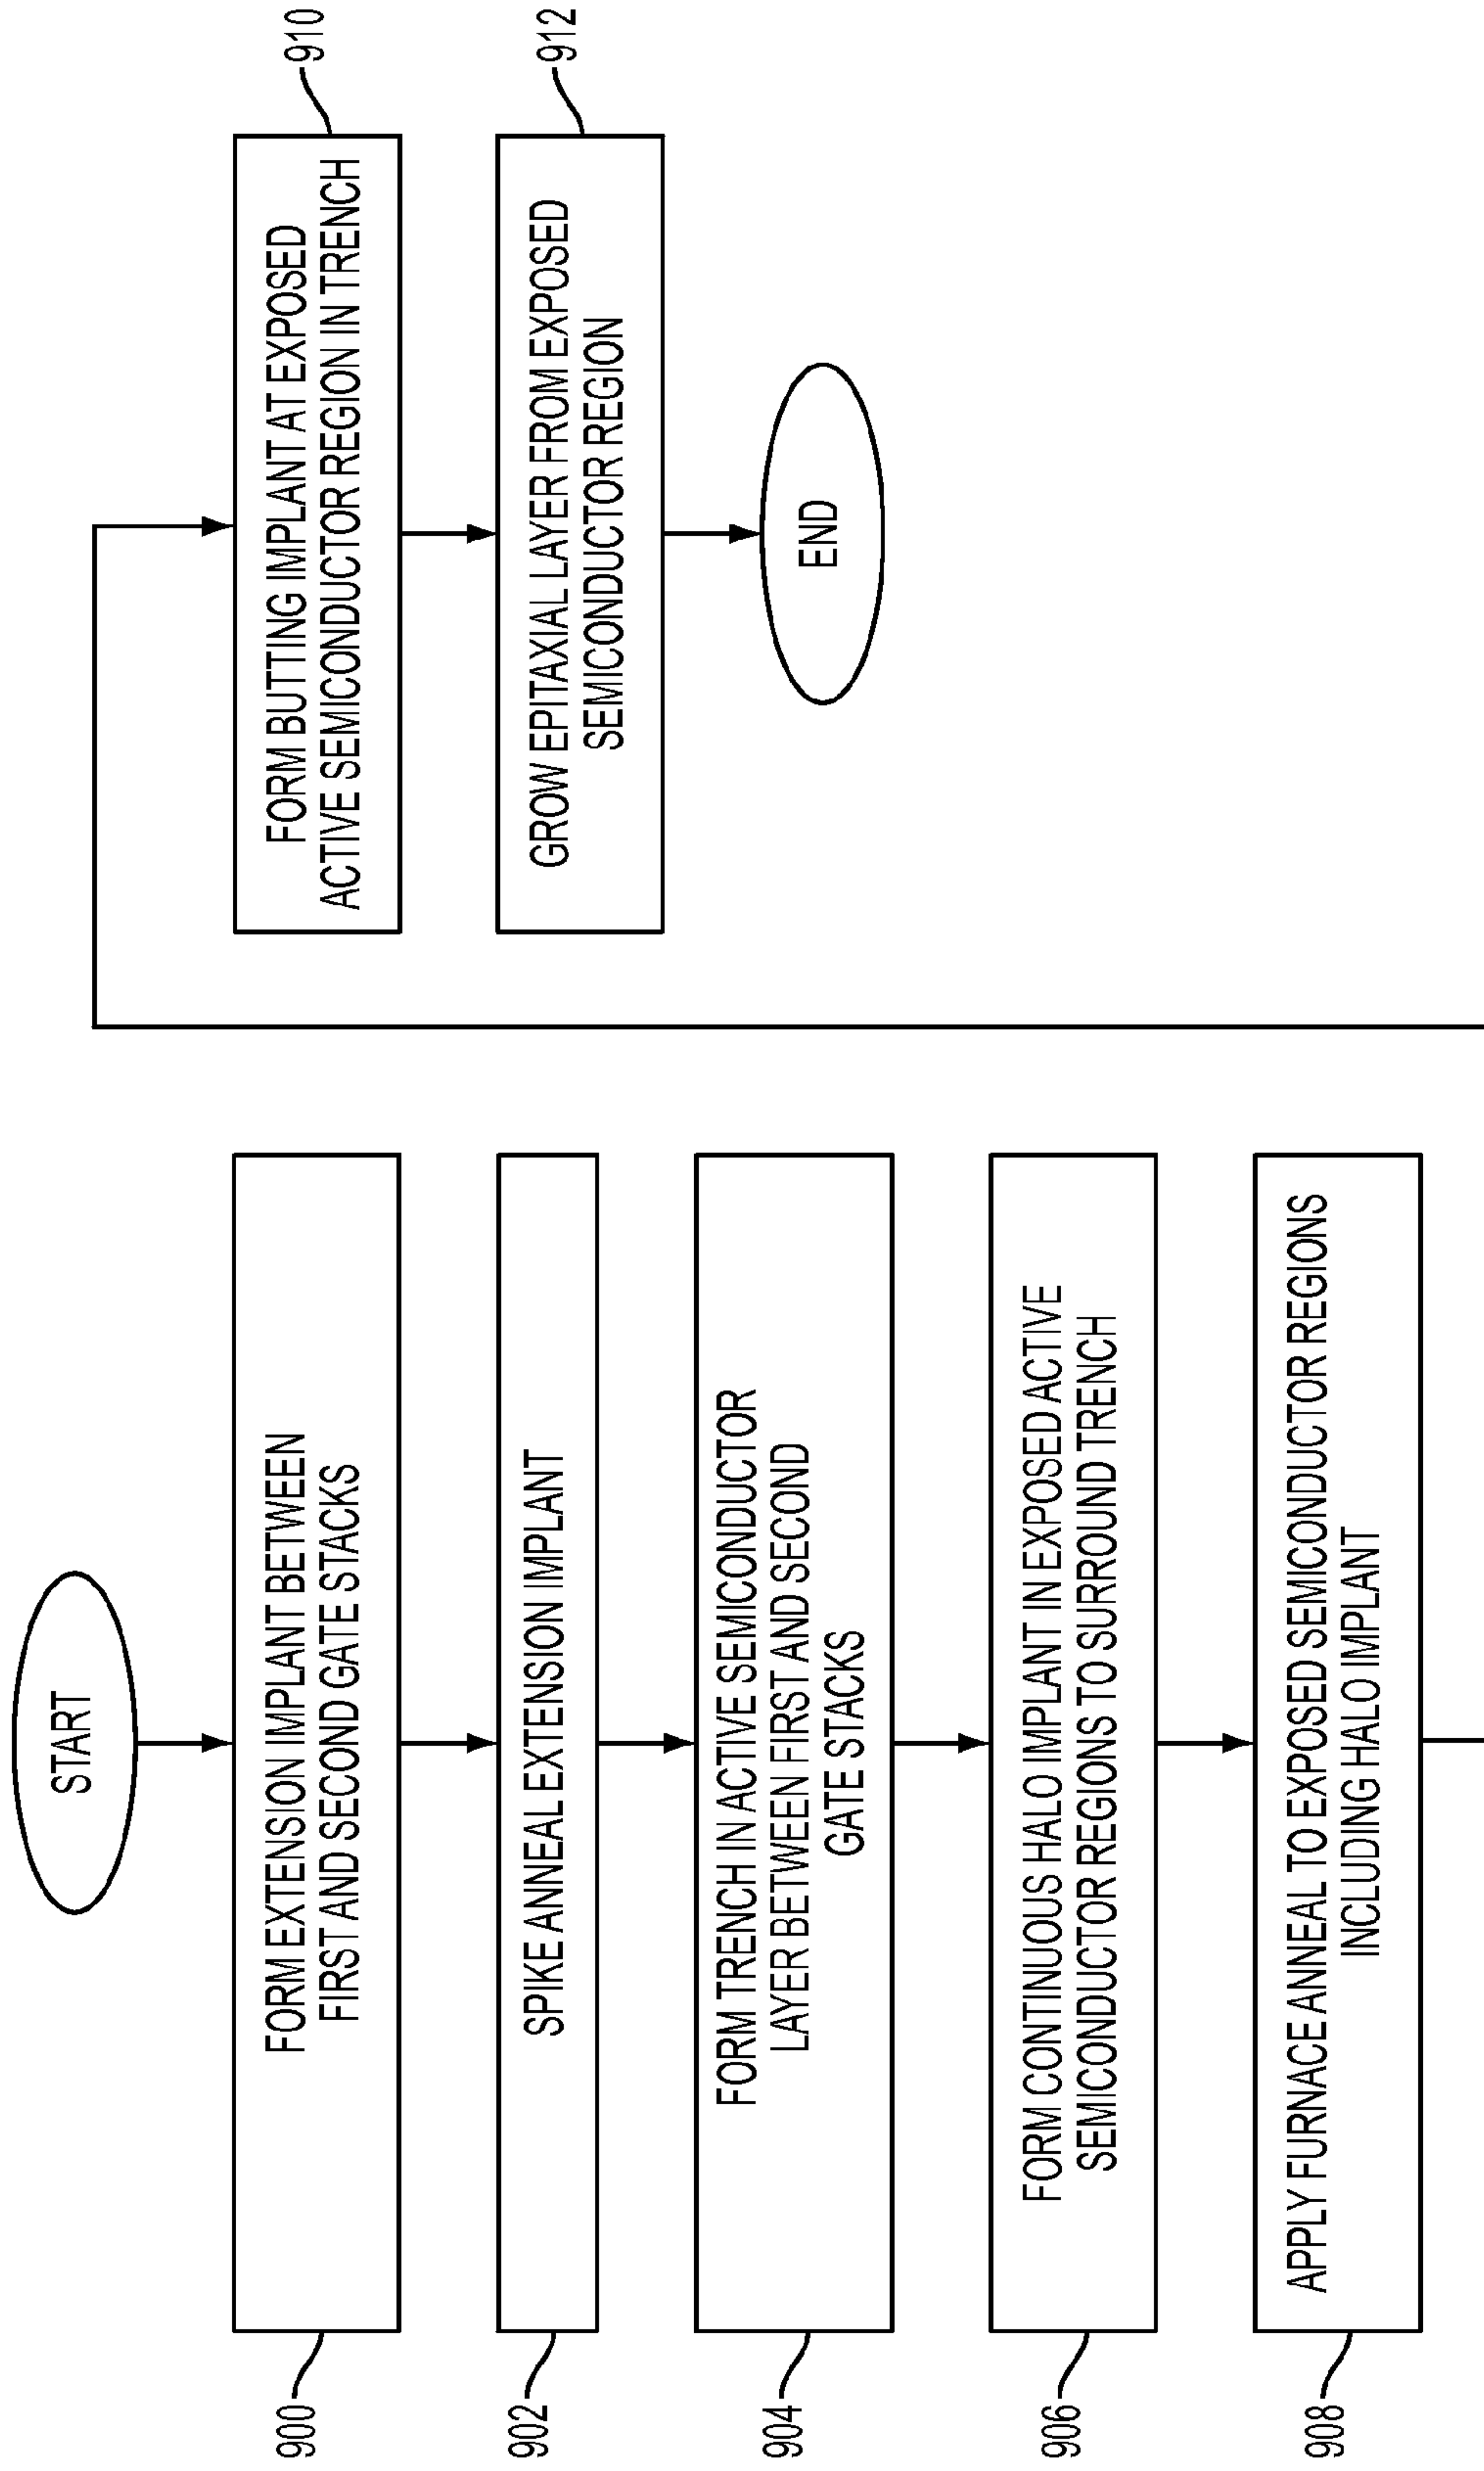 START
900
FORM EXTENSION IMPLANT BETWEEN
FIRST AND SECOND GATE STACKS
902
SPIKE ANNEAL EXTENSION IMPLANT
904
FORM TRENCH IN ACTIVE SEMICONDUCTOR
LAYER BETWEEN FIRST AND SECOND
GATE STACKS
906
FORM CONTINUOUS HALO IMPLANT IN EXPOSED ACTIVE
SEMICONDUCTOR REGIONS TO SURROUND TRENCH
908
APPLY FURNACE ANNEAL TO EXPOSED SEMICONDUCTOR REGIONS
INCLUDING HALO IMPLANT
910
FORM BUTTING IMPLANT AT EXPOSED
ACTIVE SEMICONDUCTOR REGION IN TRENCH
912
GROW EPITAXIAL LAYER FROM EXPOSED
SEMICONDUCTOR REGION
END